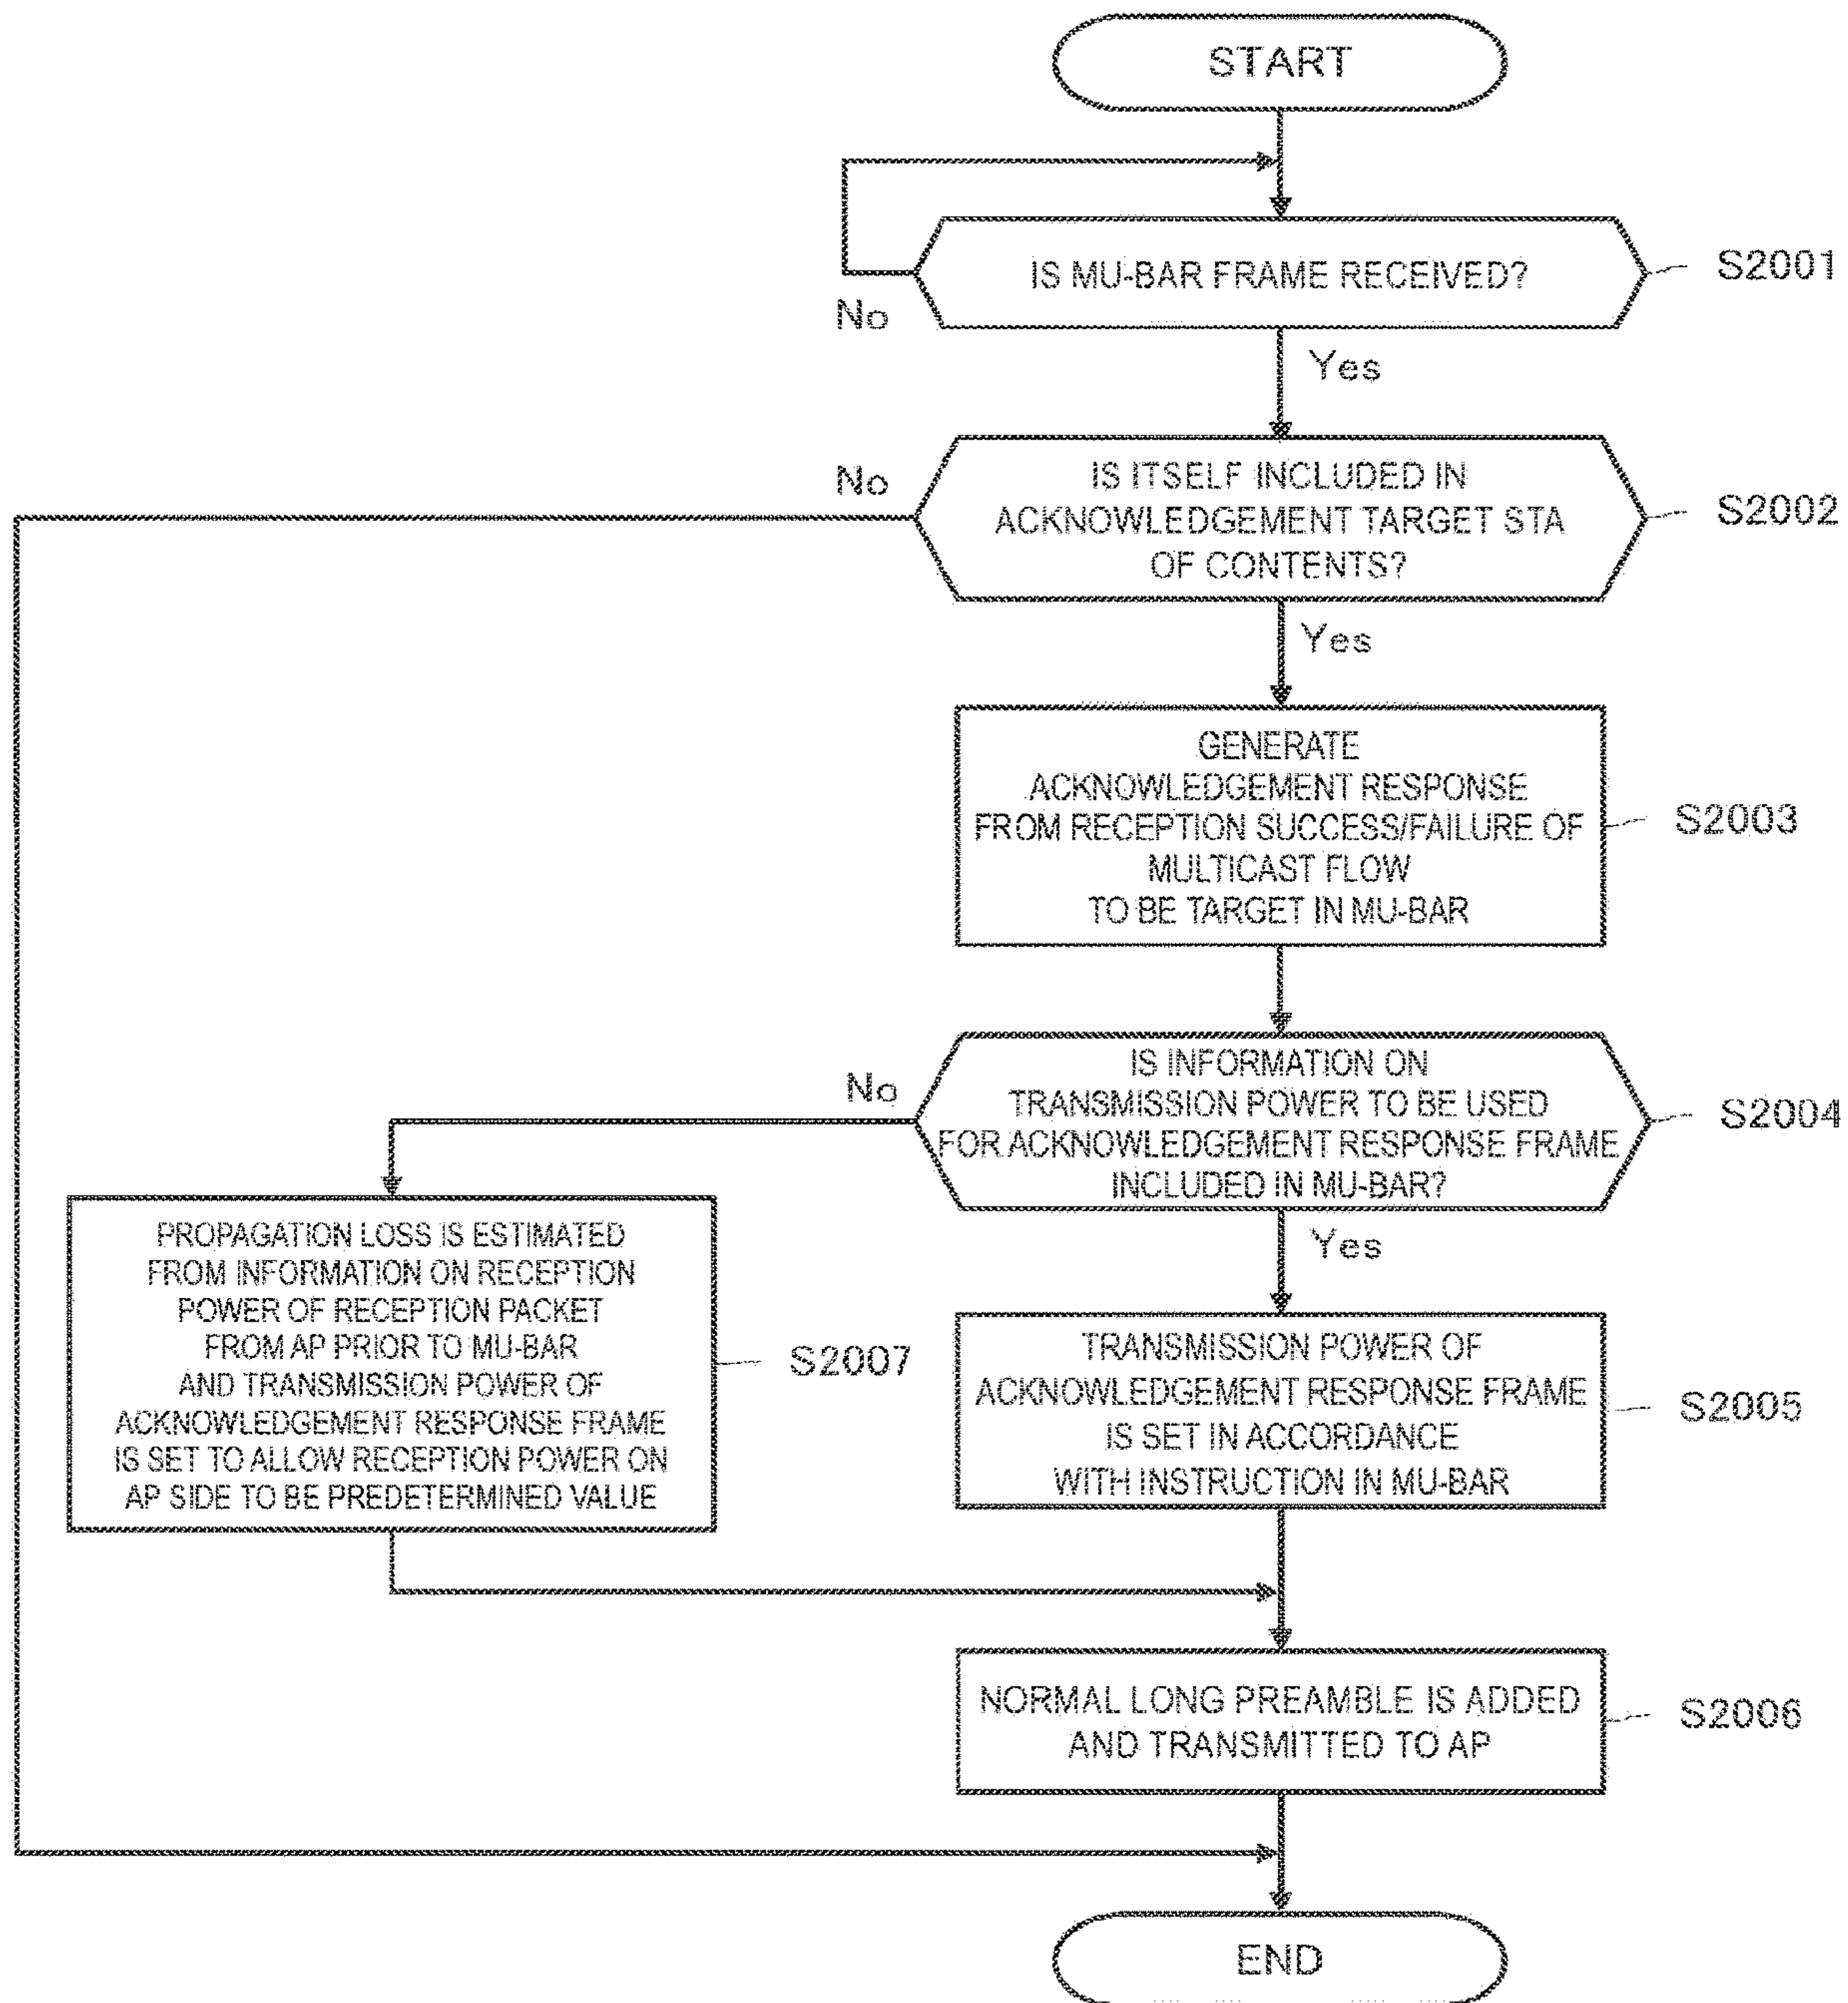 START
IS MU-BAR FRAME RECEIVED?
S2001
No
Yes
IS ITSELF INCLUDED IN
ACKNOWLEDGEMENT TARGET STA
OF CONTENTS?
S2002
No
Yes
GENERATE
ACKNOWLEDGEMENT RESPONSE
FROM RECEPTION SUCCESS/FAILURE OF
MULTICAST FLOW
TO BE TARGET IN MU-BAR
S2003
IS INFORMATION ON
TRANSMISSION POWER TO BE USED
FOR ACKNOWLEDGEMENT RESPONSE FRAME
INCLUDED IN MU-BAR?
S2004
No
Yes
PROPAGATION LOSS IS ESTIMATED
FROM INFORMATION ON RECEPTION
POWER OF RECEPTION PACKET
FROM AP PRIOR TO MU-BAR
AND TRANSMISSION POWER OF
ACKNOWLEDGEMENT RESPONSE FRAME
IS SET TO ALLOW RECEPTION POWER ON
AP SIDE TO BE PREDETERMINED VALUE
S2007
TRANSMISSION POWER OF
ACKNOWLEDGEMENT RESPONSE FRAME
IS SET IN ACCORDANCE
WITH INSTRUCTION IN MU-BAR
S2005
NORMAL LONG PREAMBLE IS ADDED
AND TRANSMITTED TO AP
S2006
END